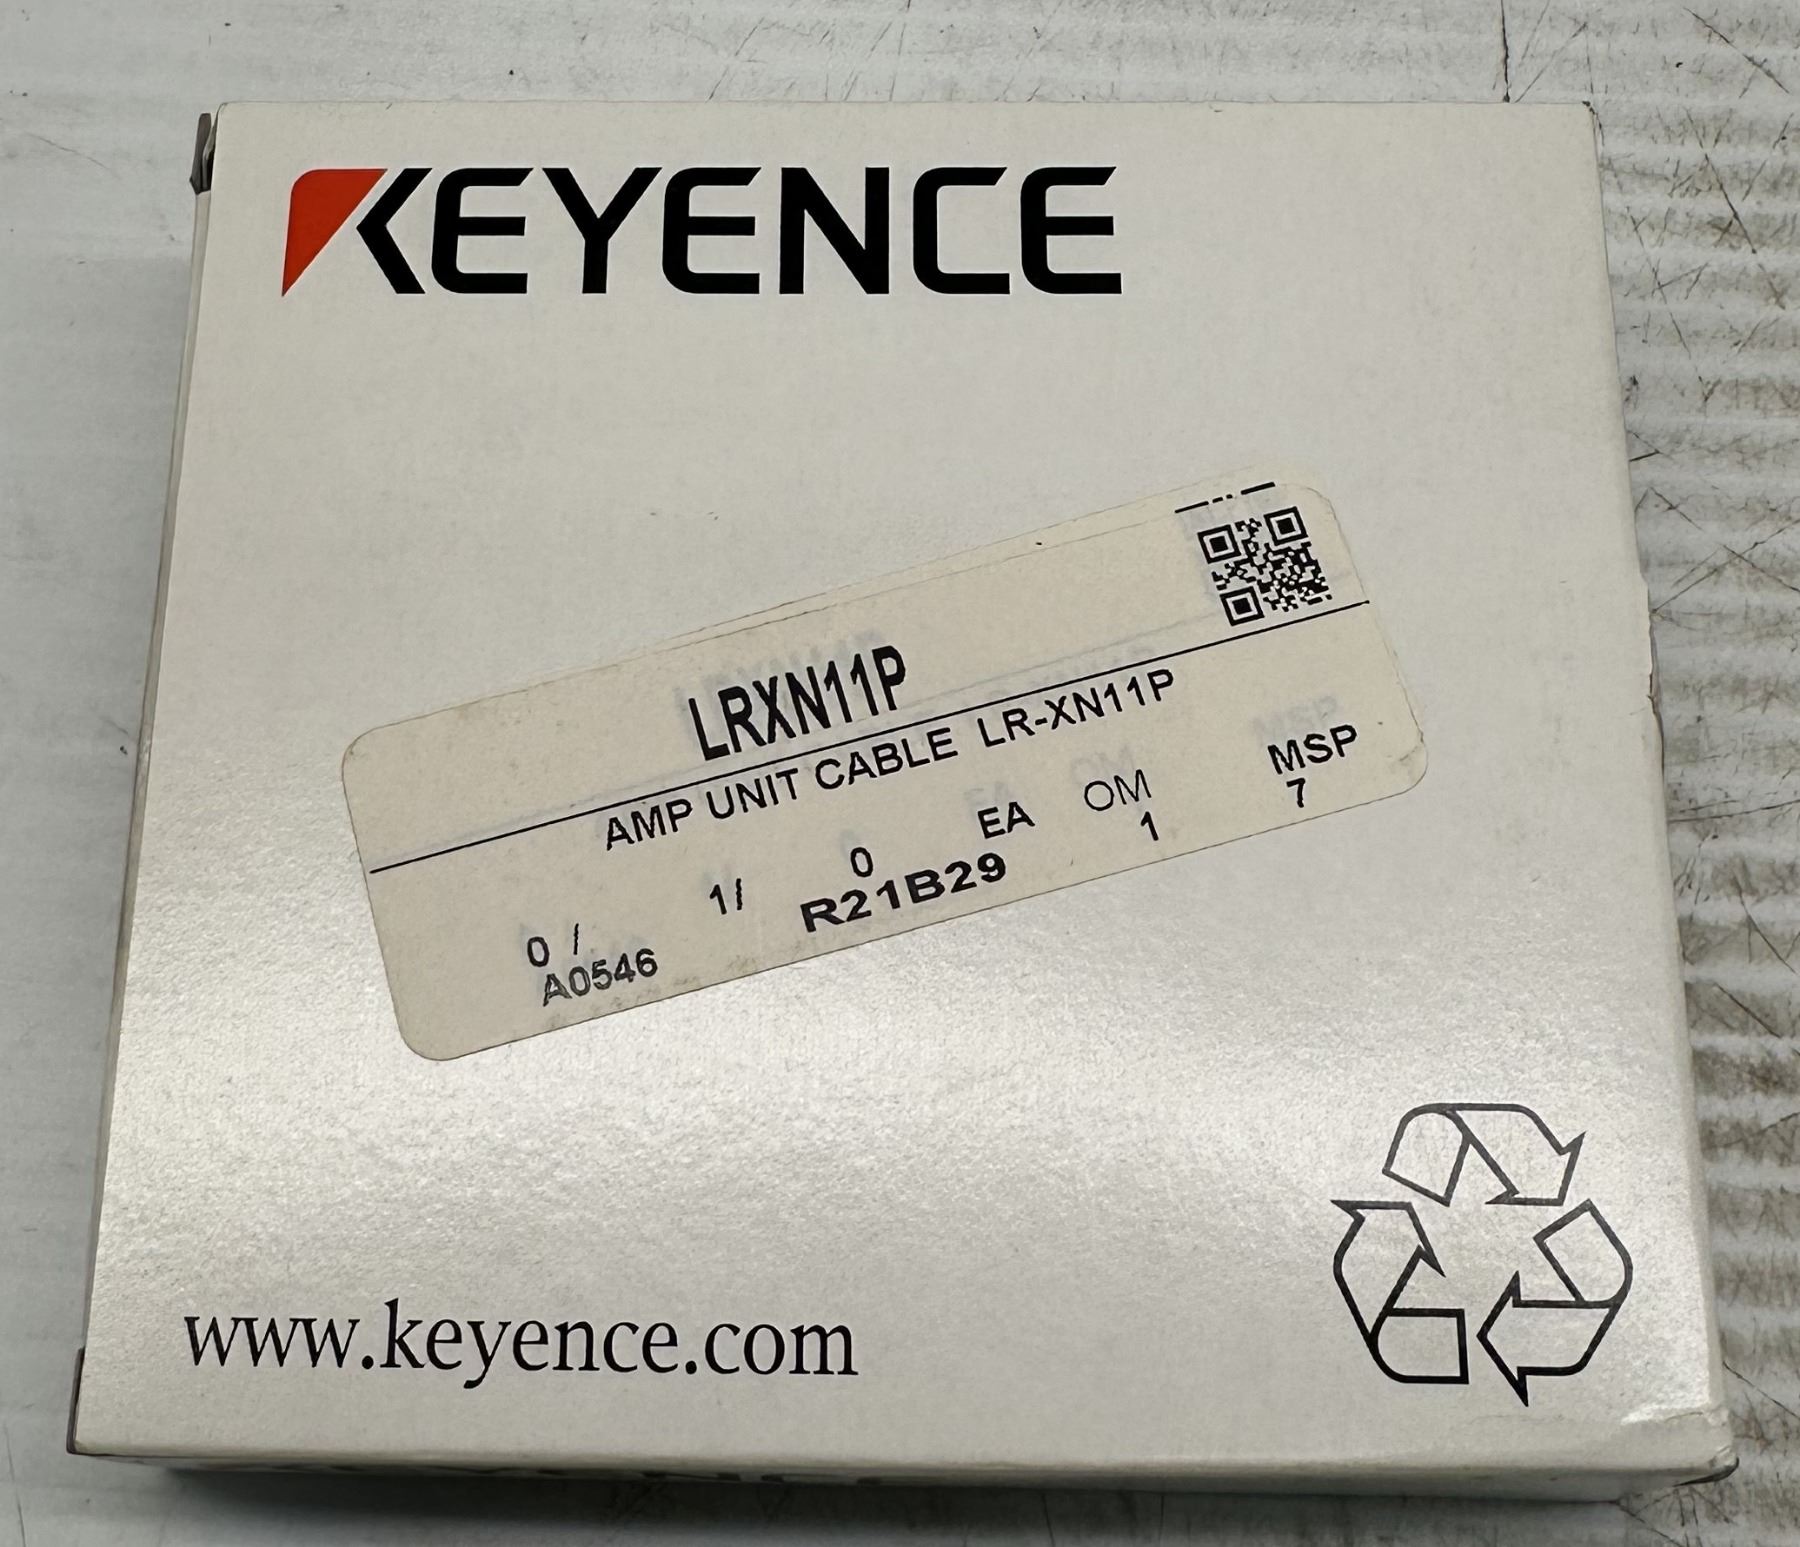 KEYENCE
LRXN11P
AMP UNIT CABLE LR-XN11P
0 / 1/ 0 EA OM MSP
A0546 R21B29 1 7
www.keyence.com